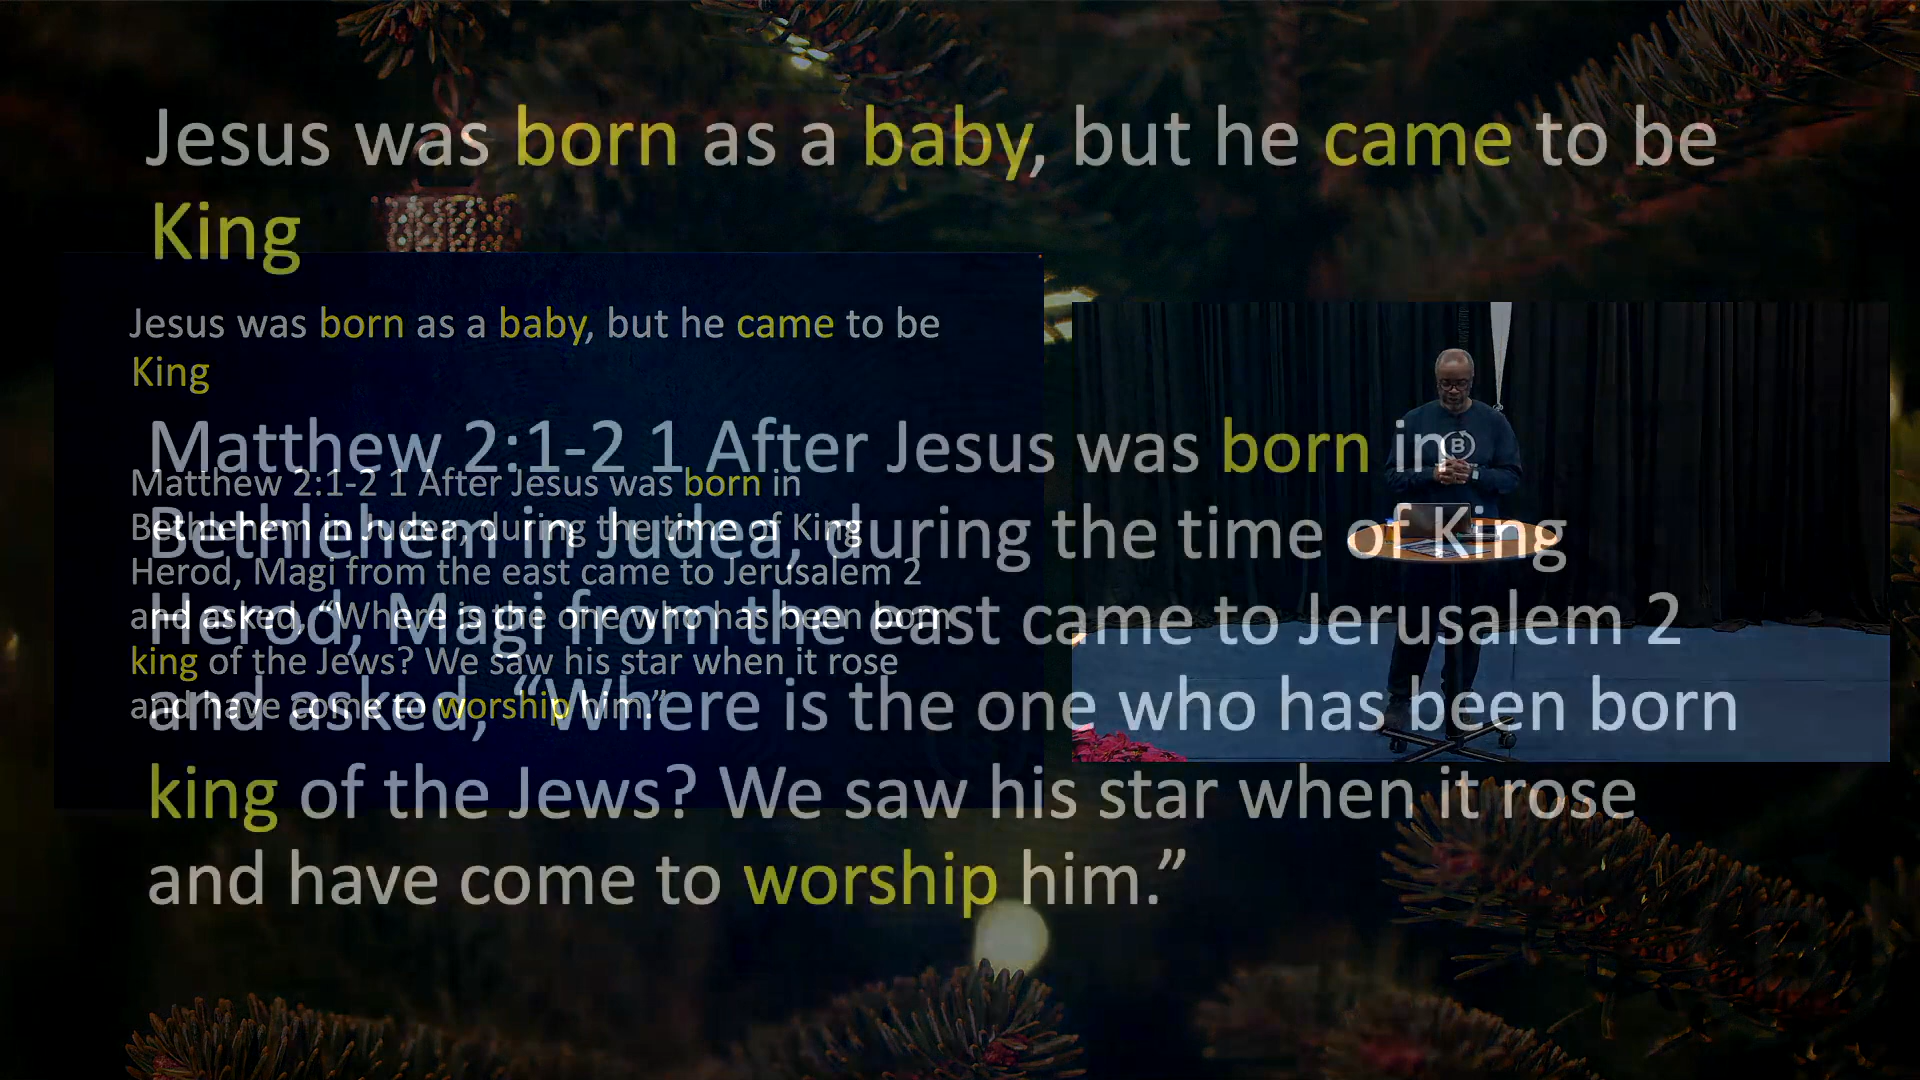 Jesus was born as a baby, but he came to be
King
Jesus was born as a baby, but he came to be
King
Matthew 2:1-2 1 After Jesus was born in
Bethlehem in Judea, during the time of King
Herod, Magi from the east came to Jerusalem 2
and asked, “Where is the one who has been born
king of the Jews? We saw his star when it rose
and have come to worship him.”
Matthew 2:1-2 1 After Jesus was born in
Bethlehem in Judea, during the time of King
Herod, Magi from the east came to Jerusalem 2
and asked, “Where is the one who has been born
king of the Jews? We saw his star when it rose
and have come to worship him.”
B